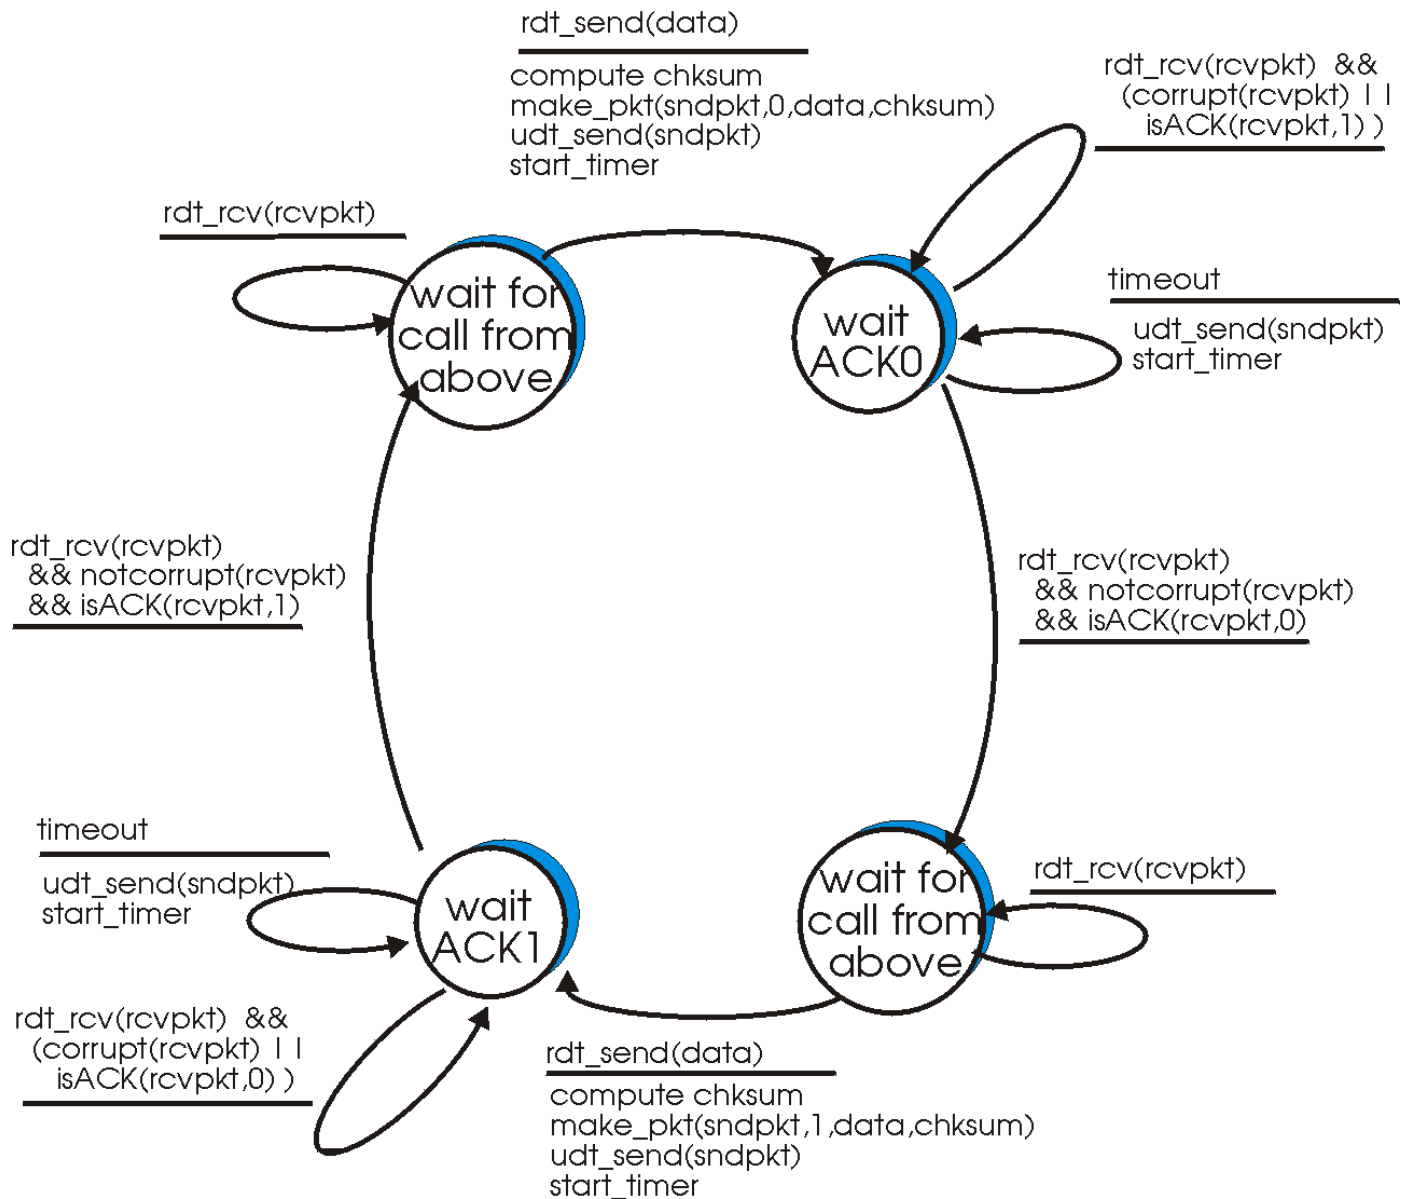 rdt_send(data)
compute chksum
make_pkt(sndpkt,0,data,chksum)
udt_send(sndpkt)
start_timer
rdt_rcv(rcvpkt) &&
(corrupt(rcvpkt) ||
isACK(rcvpkt,1) )
rdt_rcv(rcvpkt)
wait for
call from
above
wait
ACK0
timeout
udt_send(sndpkt)
start_timer
rdt_rcv(rcvpkt)
&& notcorrupt(rcvpkt)
&& isACK(rcvpkt,1)
rdt_rcv(rcvpkt)
&& notcorrupt(rcvpkt)
&& isACK(rcvpkt,0)
timeout
udt_send(sndpkt)
start_timer
wait
ACK1
wait for
call from
above
rdt_rcv(rcvpkt)
rdt_rcv(rcvpkt) &&
(corrupt(rcvpkt) ||
isACK(rcvpkt,0) )
rdt_send(data)
compute chksum
make_pkt(sndpkt,1,data,chksum)
udt_send(sndpkt)
start_timer